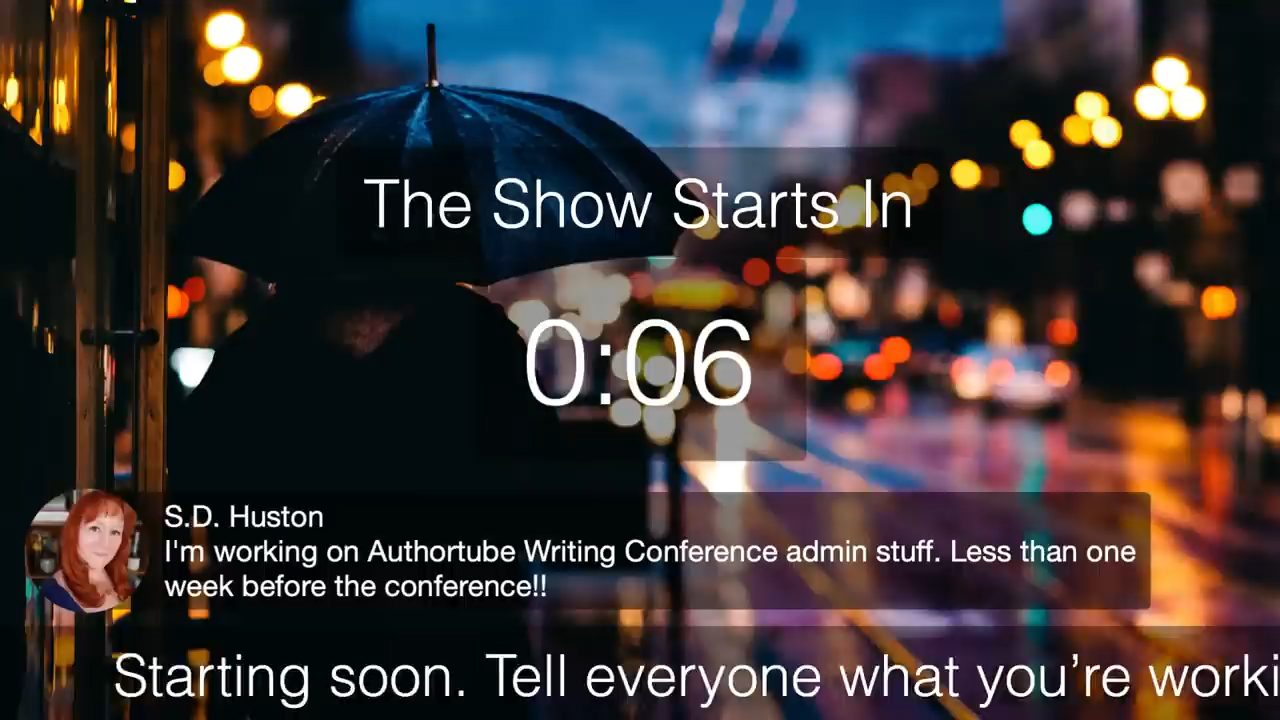 The Show Starts In
0:06
S.D. Huston
I'm working on Authortube Writing Conference admin stuff. Less than one
week before the conference!!
Starting soon. Tell everyone what you’re worki